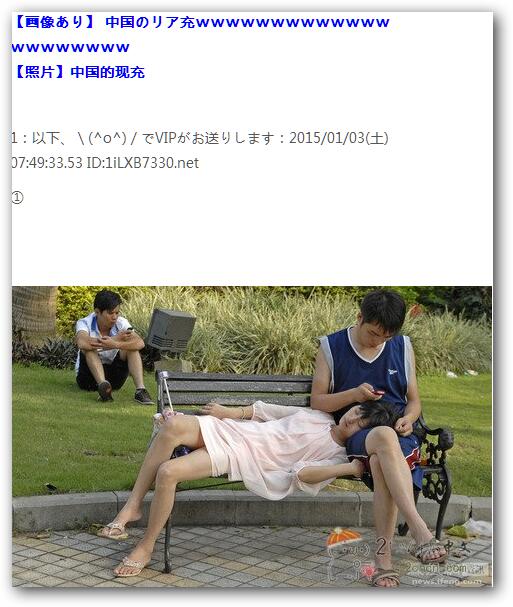 【画像あり】 中国のリア充ｗｗｗｗｗｗｗｗｗｗｗｗｗ
ｗｗｗｗｗｗｗｗ
【照片】中国的现充
1：以下、＼(^o^)／でVIPがお送りします：2015/01/03(土)
07:49:33.53 ID:1iLXB7330.net
①
news.ifeng.com